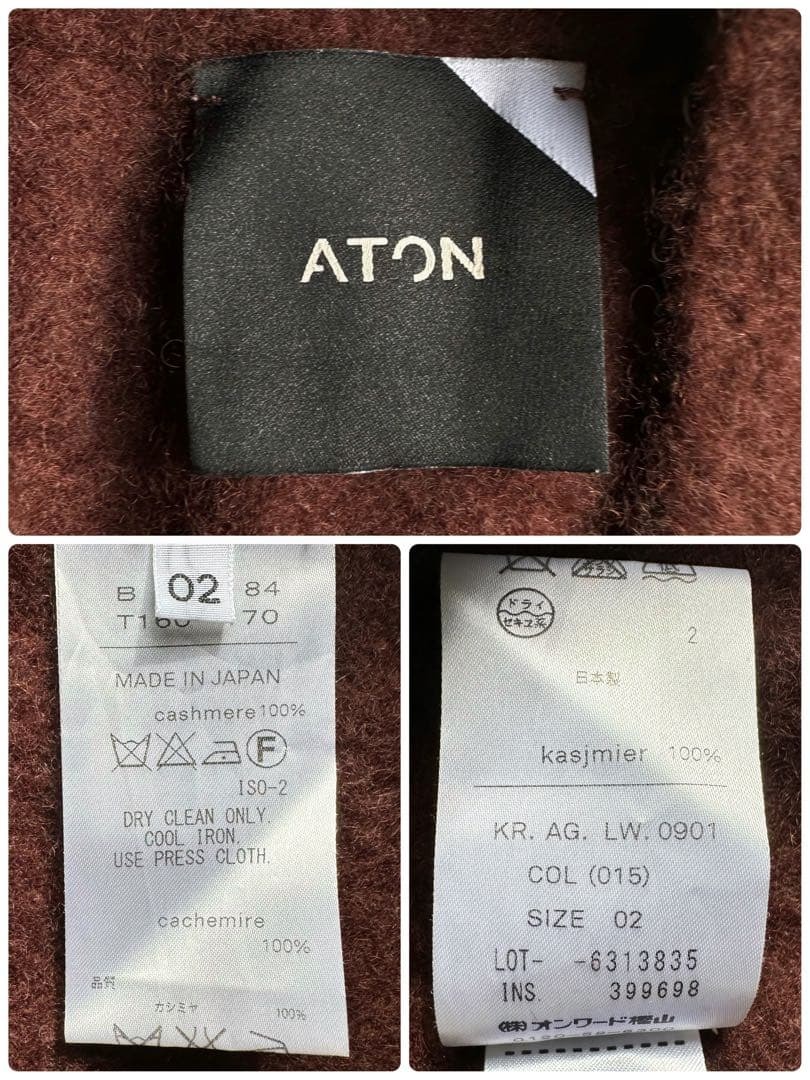 ATON
B 02 84
T160 70
MADE IN JAPAN
cashmere 100%
F
ISO-2
DRY CLEAN ONLY.
COOL IRON.
USE PRESS CLOTH.
cachemire
100%
品質
カシミヤ 100%
ドライ
セキユ系
2
日本製
kasjmier 100%
KR. AG. LW. 0901
COL (015)
SIZE 02
LOT- -6313835
INS. 399698
(株)オンワード樫山